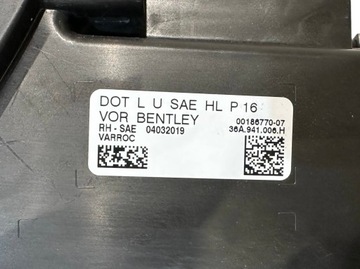 DOT L U SAE HL P 16
VOR BENTLEY 00186770-07
RH - SAE 04032019 36A.941.006.H
VARROC